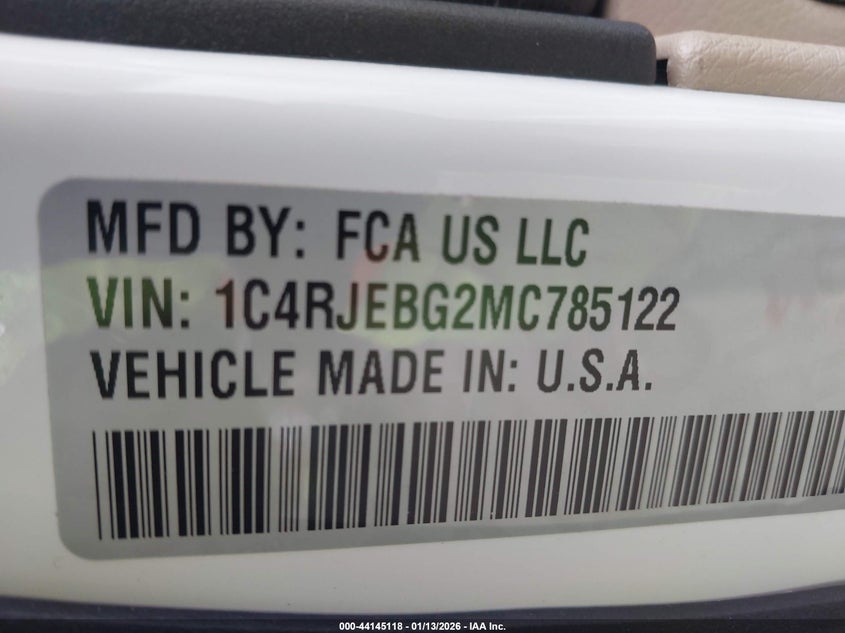 MFD BY: FCA US LLC
VIN: 1C4RJEBG2MC785122
VEHICLE MADE IN: U.S.A.
000-44145118 - 01/13/2026 - IAA Inc.